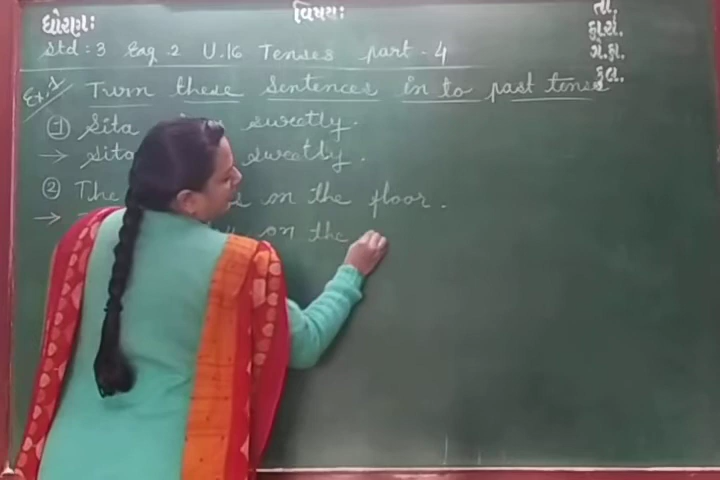 ધોરણઃ વિષયઃ તા.
કુ.સં.
ગે.હા.
કુલ.
Std : 3 Eng. 2 U.16 Tenses part - 4
Ex.1 Turn these sentences in to past tense
① Sita sweetly.
→ Sita sweetly.
② The on the floor.
→ on the